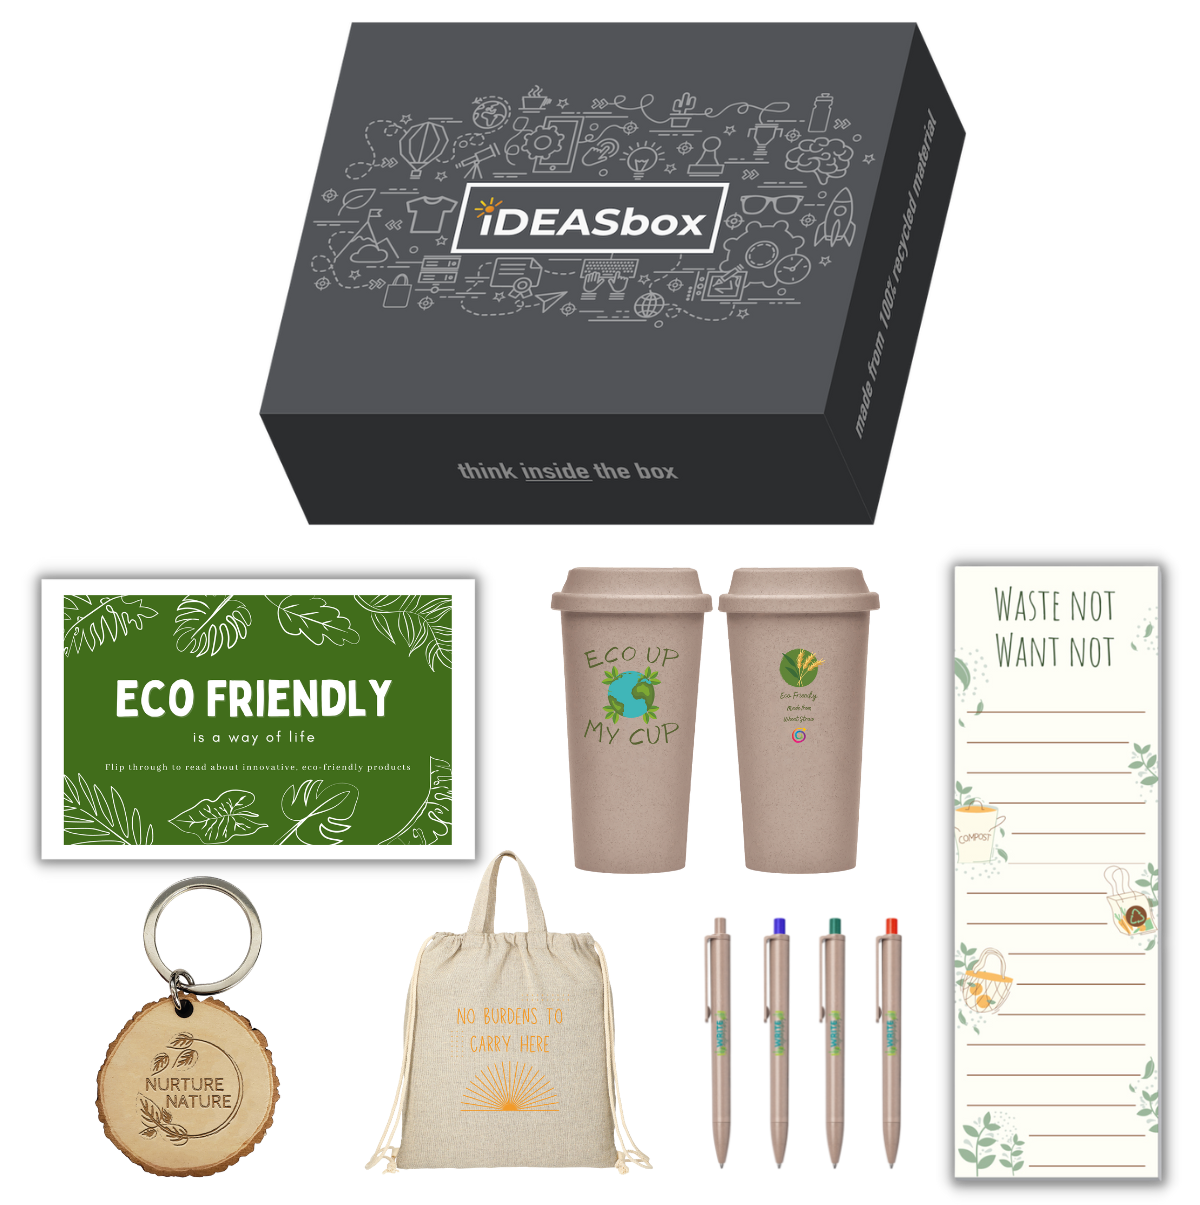 iDEASbox
made from 100% recycled material
think inside the box
ECO FRIENDLY
is a way of life
Flip through to read about innovative, eco-friendly products
ECO UP
MY CUP
Eco Friendly
Made from
Wheat Straw
WASTE NOT
WANT NOT
COMPOST
NURTURE
NATURE
NO BURDENS TO
CARRY HERE